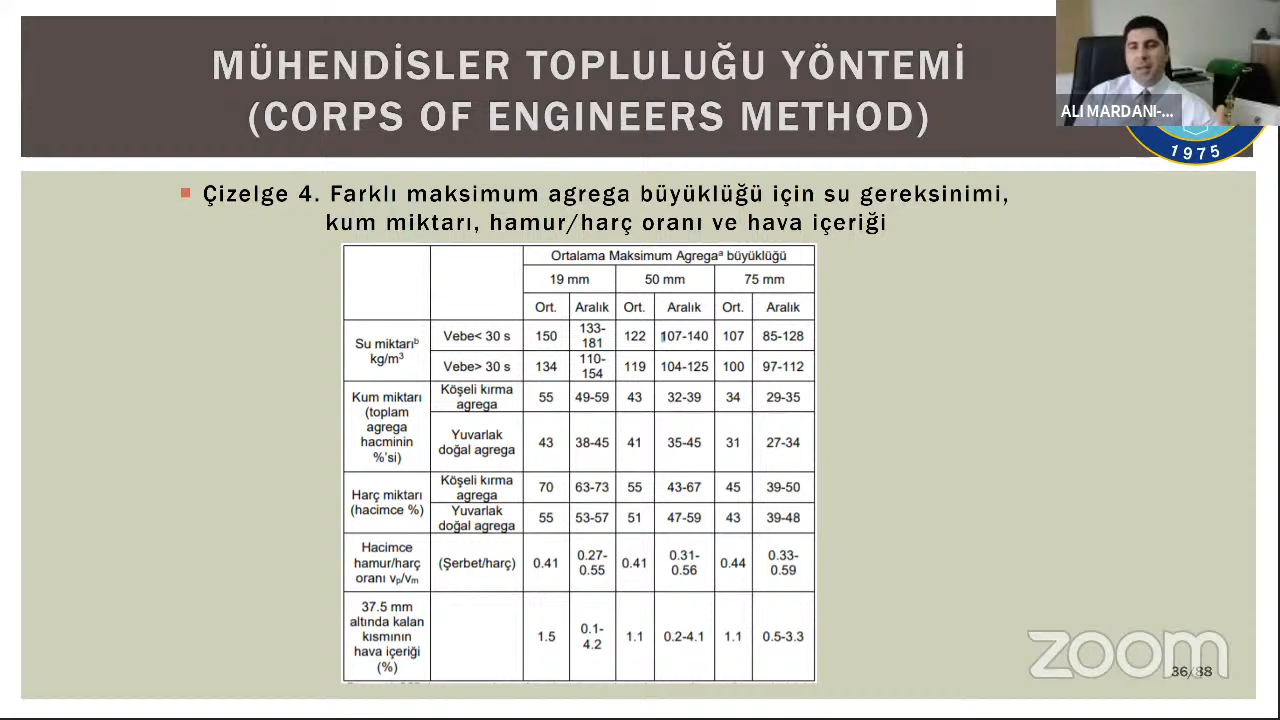 MÜHENDİSLER TOPLULUĞU YÖNTEMİ
(CORPS OF ENGINEERS METHOD)
ALI MARDANI-...
1975
Çizelge 4. Farklı maksimum agrega büyüklüğü için su gereksinimi,
kum miktarı, hamur/harç oranı ve hava içeriği
Ortalama Maksimum Agregaᵃ büyüklüğü
19 mm 50 mm 75 mm
Ort. Aralık Ort. Aralık Ort. Aralık
Su miktarıᵇ
kg/m³
Vebe< 30 s 150 133-
181 122 107-140 107 85-128
Vebe> 30 s 134 110-
154 119 104-125 100 97-112
Kum miktarı
(toplam
agrega
hacminin
%'si)
Köşeli kırma
agrega 55 49-59 43 32-39 34 29-35
Yuvarlak
doğal agrega 43 38-45 41 35-45 31 27-34
Harç miktarı
(hacimce %)
Köşeli kırma
agrega 70 63-73 55 43-67 45 39-50
Yuvarlak
doğal agrega 55 53-57 51 47-59 43 39-48
Hacimce
hamur/harç
oranı vₚ/vₘ
(Şerbet/harç) 0.41 0.27-
0.55 0.41 0.31-
0.56 0.44 0.33-
0.59
37.5 mm
altında kalan
kısmının
hava içeriği
(%)
1.5 0.1-
4.2 1.1 0.2-4.1 1.1 0.5-3.3
zoom
36/38